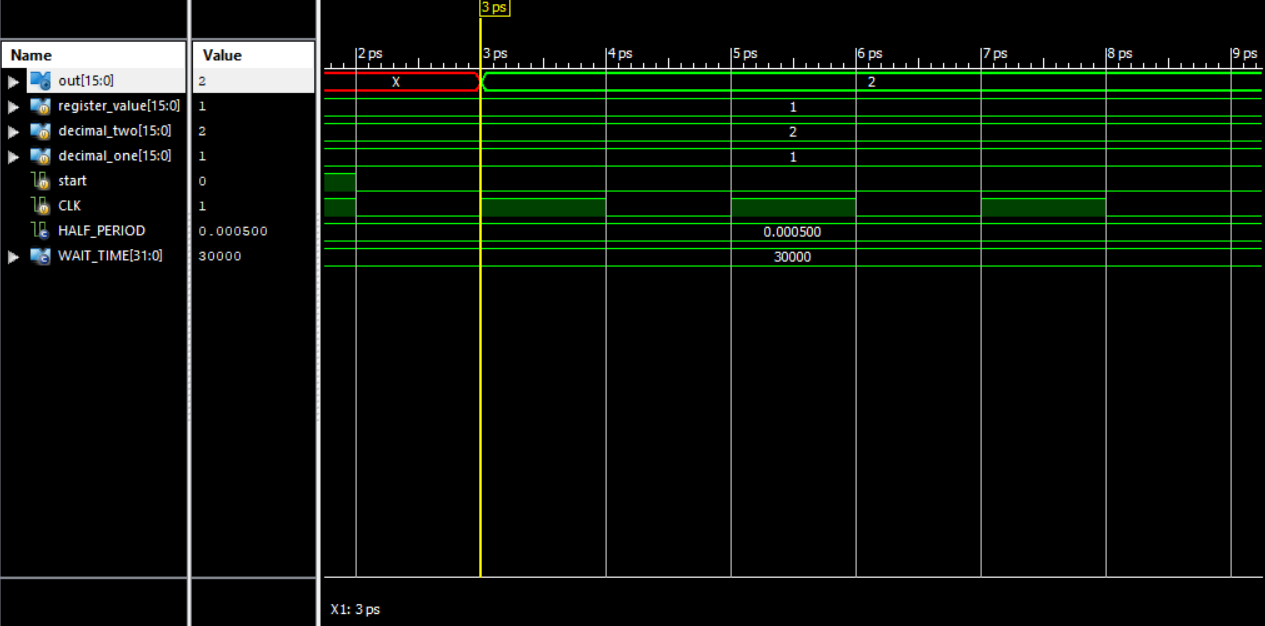 3 ps
Name Value 2 ps 3 ps 4 ps 5 ps 6 ps 7 ps 8 ps 9 ps
out[15:0] 2 X 2
register_value[15:0] 1 1
decimal_two[15:0] 2 2
decimal_one[15:0] 1 1
start 0
CLK 1
HALF_PERIOD 0.000500 0.000500
WAIT_TIME[31:0] 30000 30000
X1: 3 ps